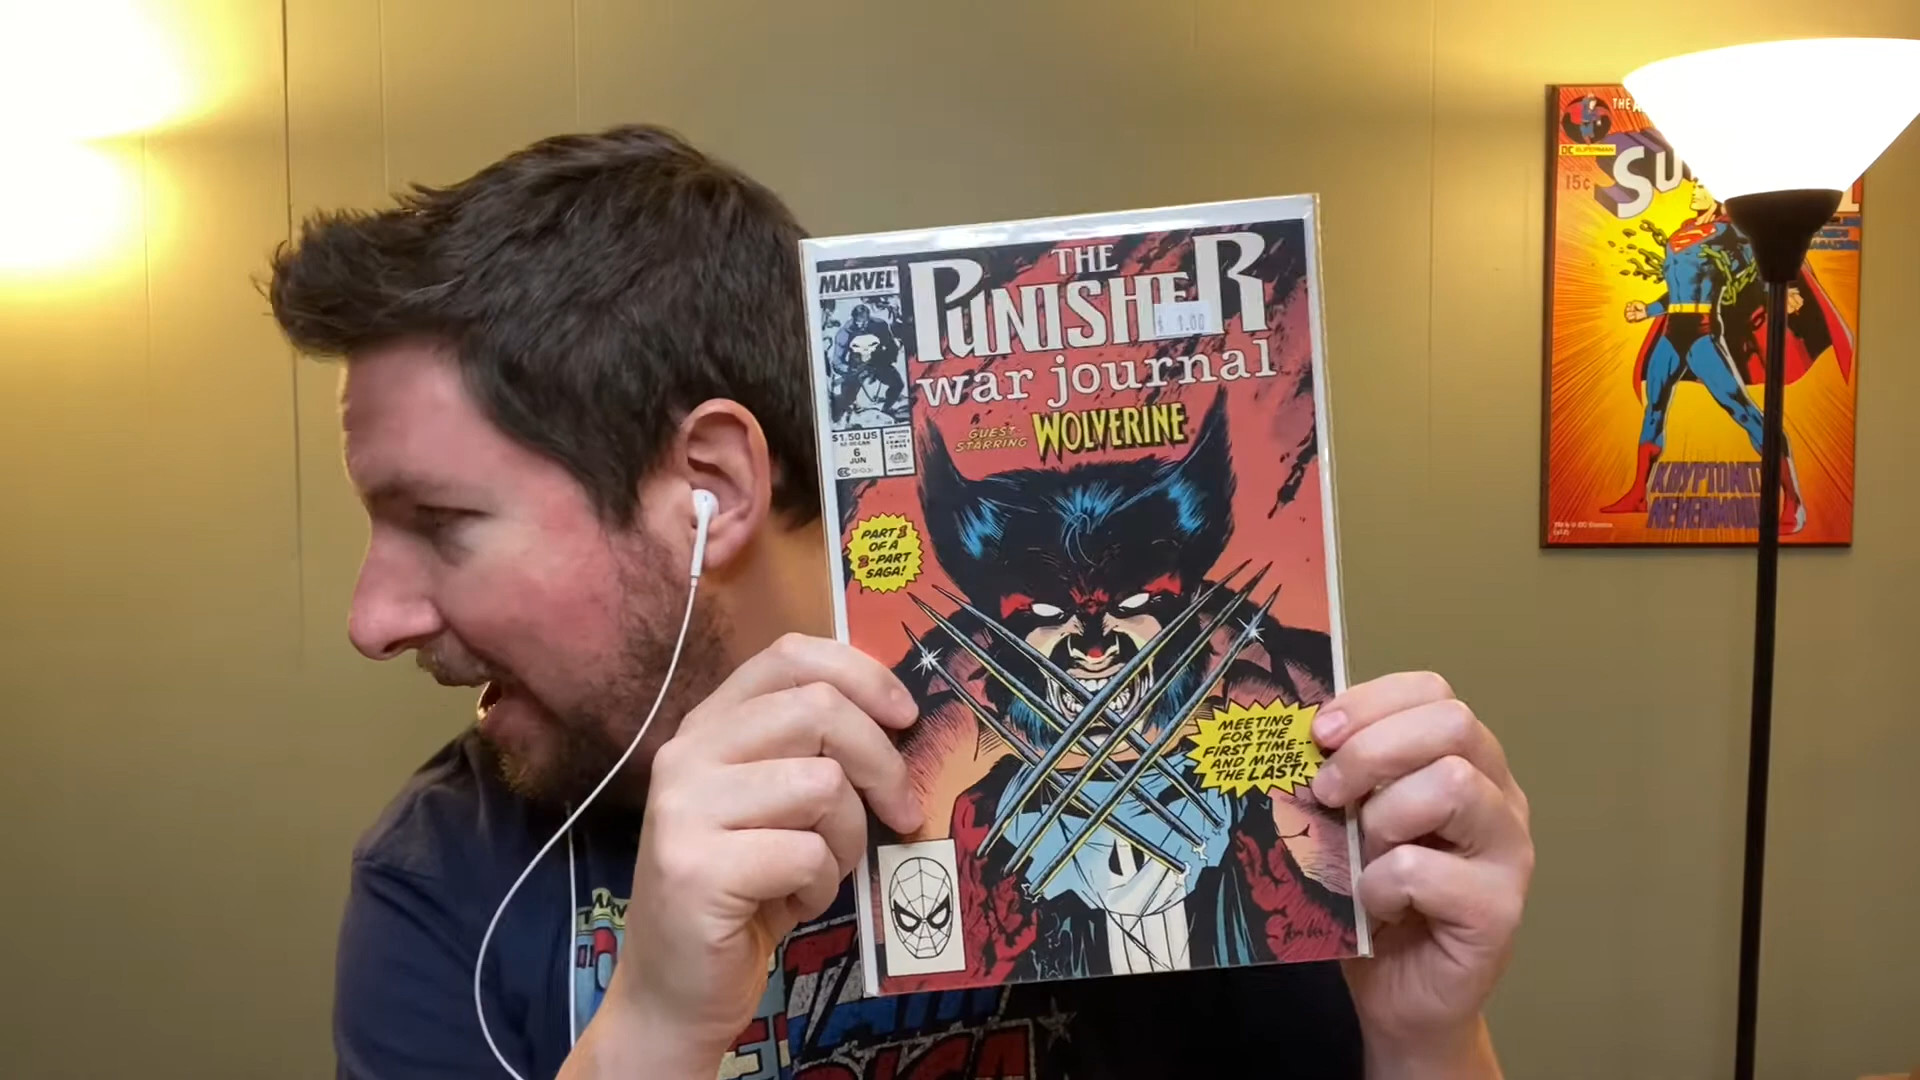 MARVEL
THE
PUNISHER
$1.00
war journal
GUEST-
STARRING
WOLVERINE
$1.50 US
6
JUN
PART 1
OF A
2-PART
SAGA!
MEETING
FOR THE
FIRST TIME--
AND MAYBE
THE LAST!
DC SUPERMAN
15¢
KRYPTONITE
NEVERMORE